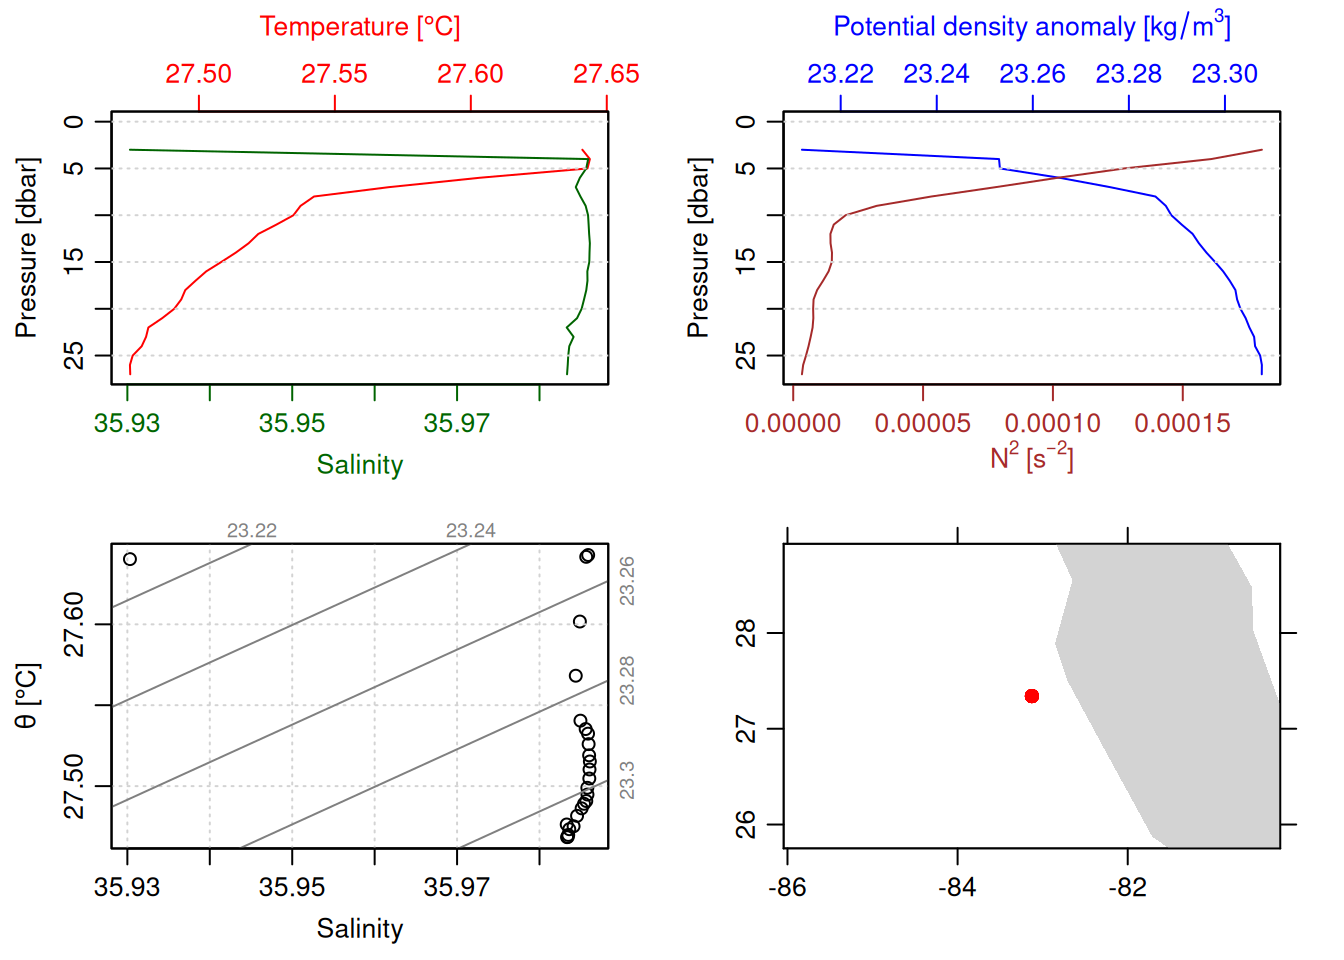 Temperature [°C]
27.50 27.55 27.60 27.65
0
5
15
25
Pressure [dbar]
35.93 35.95 35.97
Salinity
Potential density anomaly [kg/m³]
23.22 23.24 23.26 23.28 23.30
0
5
15
25
Pressure [dbar]
0.00000 0.00005 0.00010 0.00015
N² [s⁻²]
23.22 23.24
23.26
23.28
23.3
27.60
27.50
θ [°C]
35.93 35.95 35.97
Salinity
28
27
26
-86 -84 -82